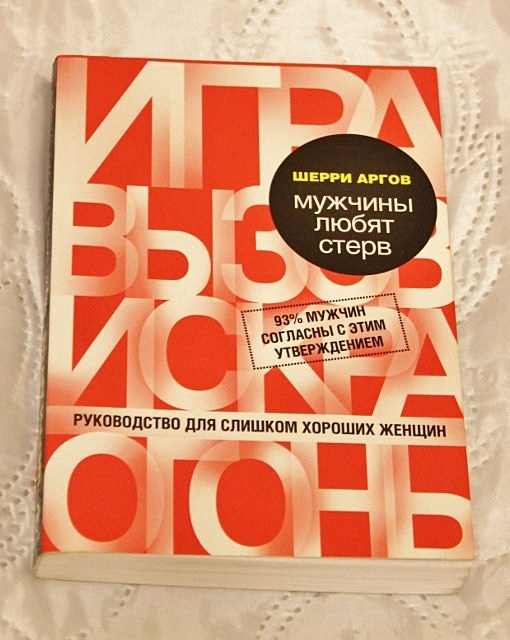 ИГРА
ШЕРРИ АРГОВ
мужчины
любят
стерв
ВЫЗОВ
93% МУЖЧИН
СОГЛАСНЫ С ЭТИМ
УТВЕРЖДЕНИЕМ
ИСКРА
РУКОВОДСТВО ДЛЯ СЛИШКОМ ХОРОШИХ ЖЕНЩИН
ОГОНЬ